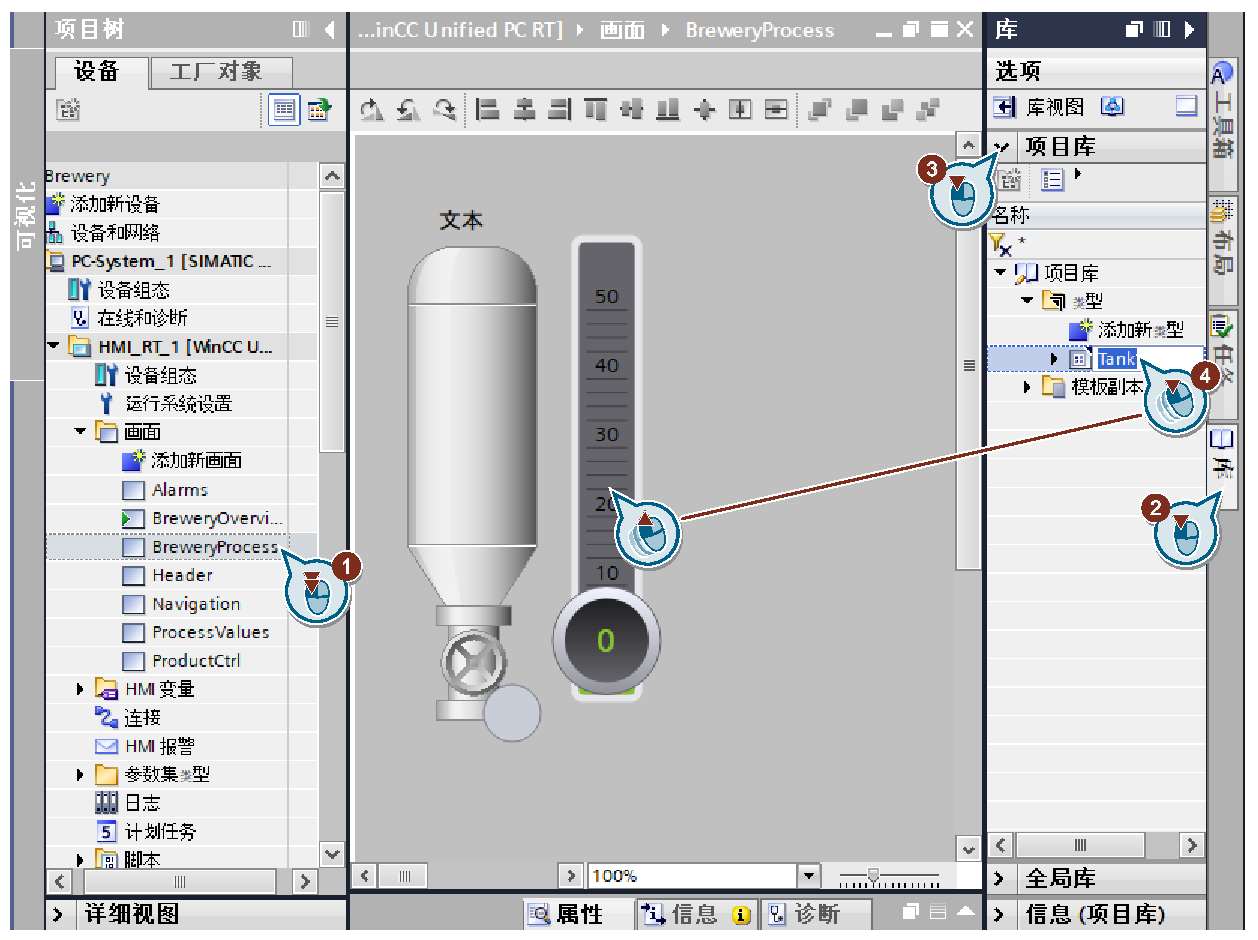 项目树
设备
工厂对象
Brewery
添加新设备
设备和网络
PC-System_1 [SIMATIC ...
设备组态
在线和诊断
HMI_RT_1 [WinCC U...
设备组态
运行系统设置
画面
添加新画面
Alarms
BreweryOvervi...
BreweryProcess
Header
Navigation
ProcessValues
ProductCtrl
HMI 变量
连接
HMI 报警
参数集类型
日志
5 计划任务
脚本
详细视图
可视化
...inCC Unified PC RT] 画面 BreweryProcess
文本
50
40
30
20
10
0
100%
属性
信息
诊断
库
选项
库视图
项目库
名称
*
项目库
类型
添加新类型
Tank
模板副本
全局库
信息 (项目库)
工具箱
布局
任务
库
1
2
3
4